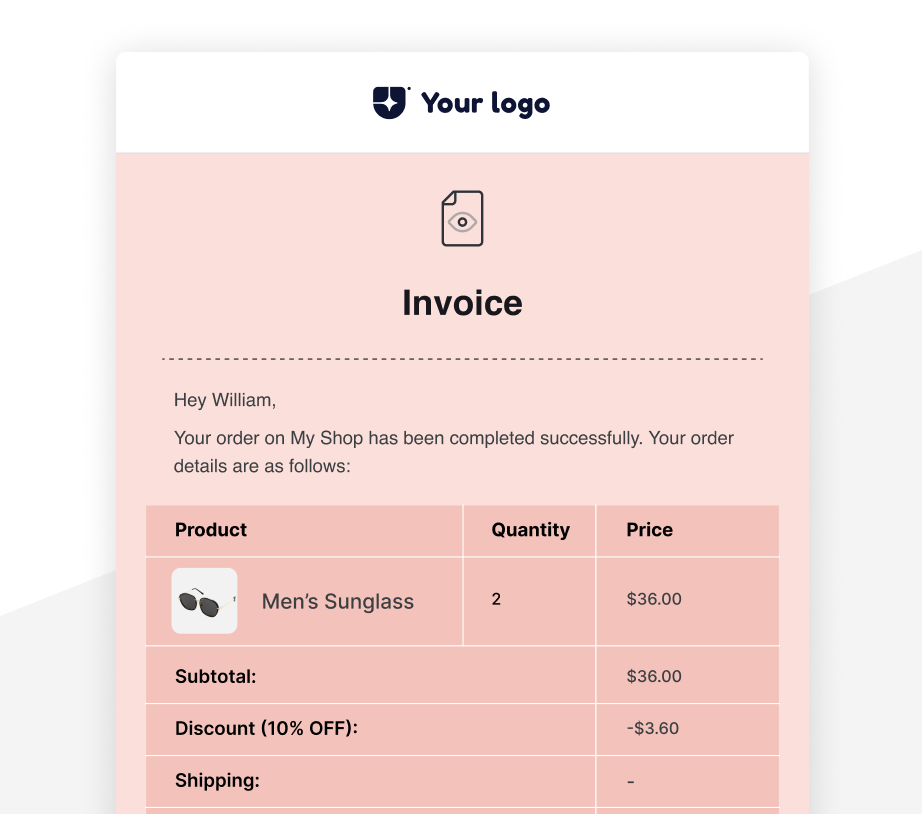 Your logo
Invoice
Hey William,
Your order on My Shop has been completed successfully. Your order
details are as follows:
Product Quantity Price
Men’s Sunglass 2 $36.00
Subtotal: $36.00
Discount (10% OFF): -$3.60
Shipping: -